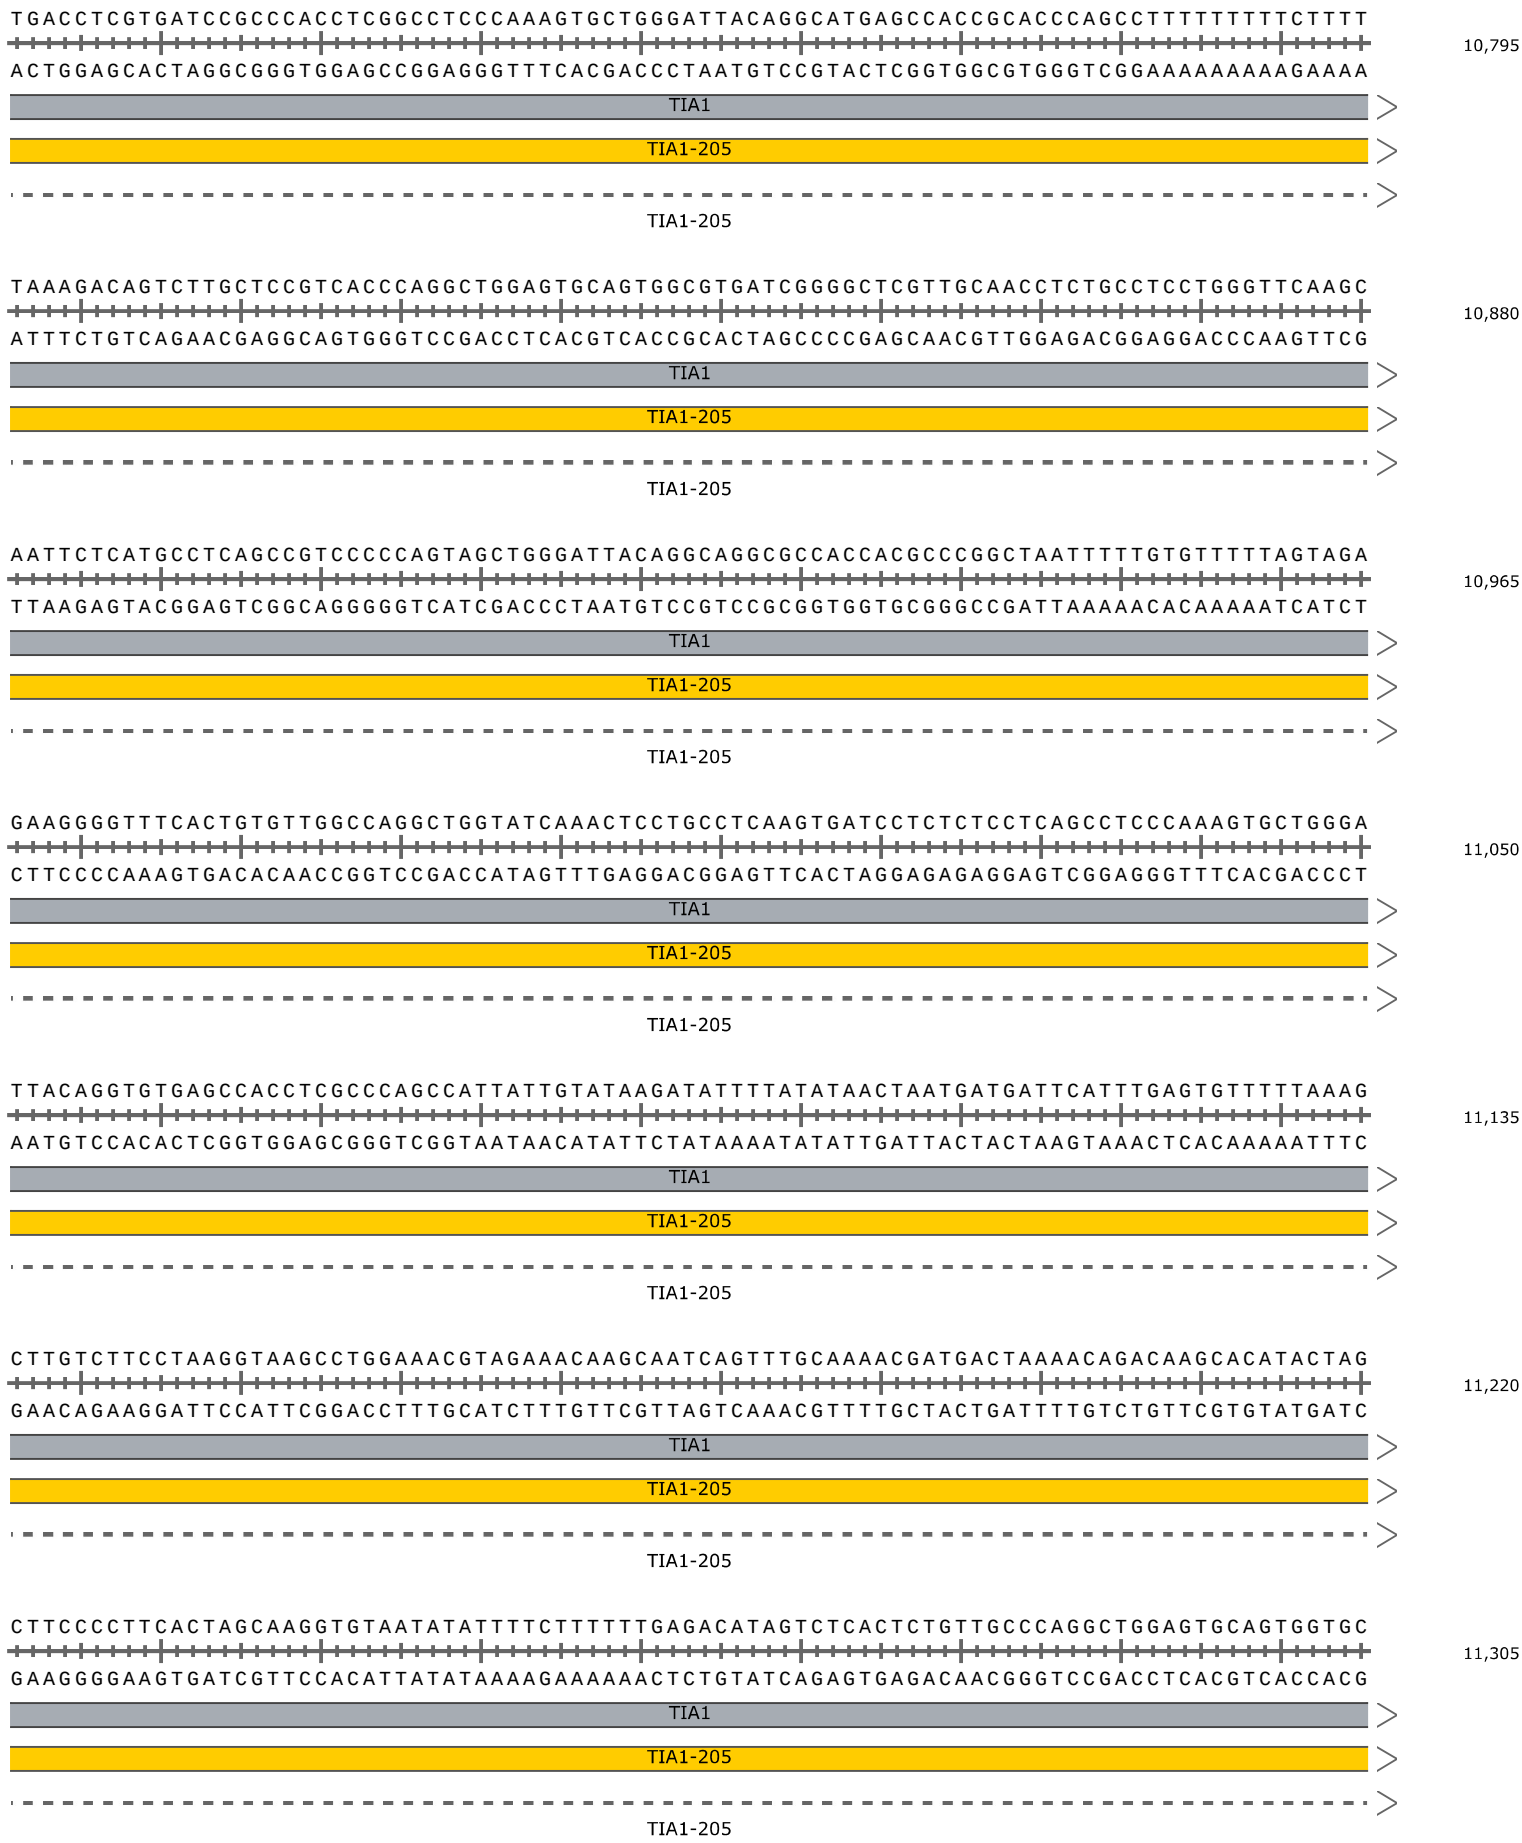 TGACCTCGTGATCCGCCCACCTCGGCCTCCCAAAGTGCTGGGATTACAGGCATGAGCCACCGCACCCAGCCTTTTTTTTTCTTTT
10,795
ACTGGAGCACTAGGCGGGTGGAGCCGGAGGGTTTCACGACCCTAATGTCCGTACTCGGTGGCGTGGGTCGGAAAAAAAAAGAAAA
TIA1
TIA1-205
TIA1-205
TAAAGACAGTCTTGCTCCGTCACCCAGGCTGGAGTGCAGTGGCGTGATCGGGGCTCGTTGCAACCTCTGCCTCCTGGGTTCAAGC
10,880
ATTTCTGTCAGAACGAGGCAGTGGGTCCGACCTCACGTCACCGCACTAGCCCCGAGCAACGTTGGAGACGGAGGACCCAAGTTCG
TIA1
TIA1-205
TIA1-205
AATTCTCATGCCTCAGCCGTCCCCCAGTAGCTGGGATTACAGGCAGGCGCCACCACGCCCGGCTAATTTTTGTGTTTTTAGTAGA
10,965
TTAAGAGTACGGAGTCGGCAGGGGGTCATCGACCCTAATGTCCGTCCGCGGTGGTGCGGGCCGATTAAAAACACAAAAATCATCT
TIA1
TIA1-205
TIA1-205
GAAGGGGTTTCACTGTGTTGGCCAGGCTGGTATCAAACTCCTGCCTCAAGTGATCCTCTCTCCTCAGCCTCCCAAAGTGCTGGGA
11,050
CTTCCCCAAAGTGACACAACCGGTCCGACCATAGTTTGAGGACGGAGTTCACTAGGAGAGAGGAGTCGGAGGGTTTCACGACCCT
TIA1
TIA1-205
TIA1-205
TTACAGGTGTGAGCCACCTCGCCCAGCCATTATTGTATAAGATATTTTATATAACTAATGATGATTCATTTGAGTGTTTTTAAAG
11,135
AATGTCCACACTCGGTGGAGCGGGTCGGTAATAACATATTCTATAAAATATATTGATTACTACTAAGTAAACTCACAAAAATTTC
TIA1
TIA1-205
TIA1-205
CTTGTCTTCCTAAGGTAAGCCTGGAAACGTAGAAACAAGCAATCAGTTTGCAAAACGATGACTAAAACAGACAAGCACATACTAG
11,220
GAACAGAAGGATTCCATTCGGACCTTTGCATCTTTGTTCGTTAGTCAAACGTTTTGCTACTGATTTTGTCTGTTCGTGTATGATC
TIA1
TIA1-205
TIA1-205
CTTCCCCTTCACTAGCAAGGTGTAATATATTTTCTTTTTTGAGACATAGTCTCACTCTGTTGCCCAGGCTGGAGTGCAGTGGTGC
11,305
GAAGGGGAAGTGATCGTTCCACATTATATAAAAGAAAAAACTCTGTATCAGAGTGAGACAACGGGTCCGACCTCACGTCACCACG
TIA1
TIA1-205
TIA1-205